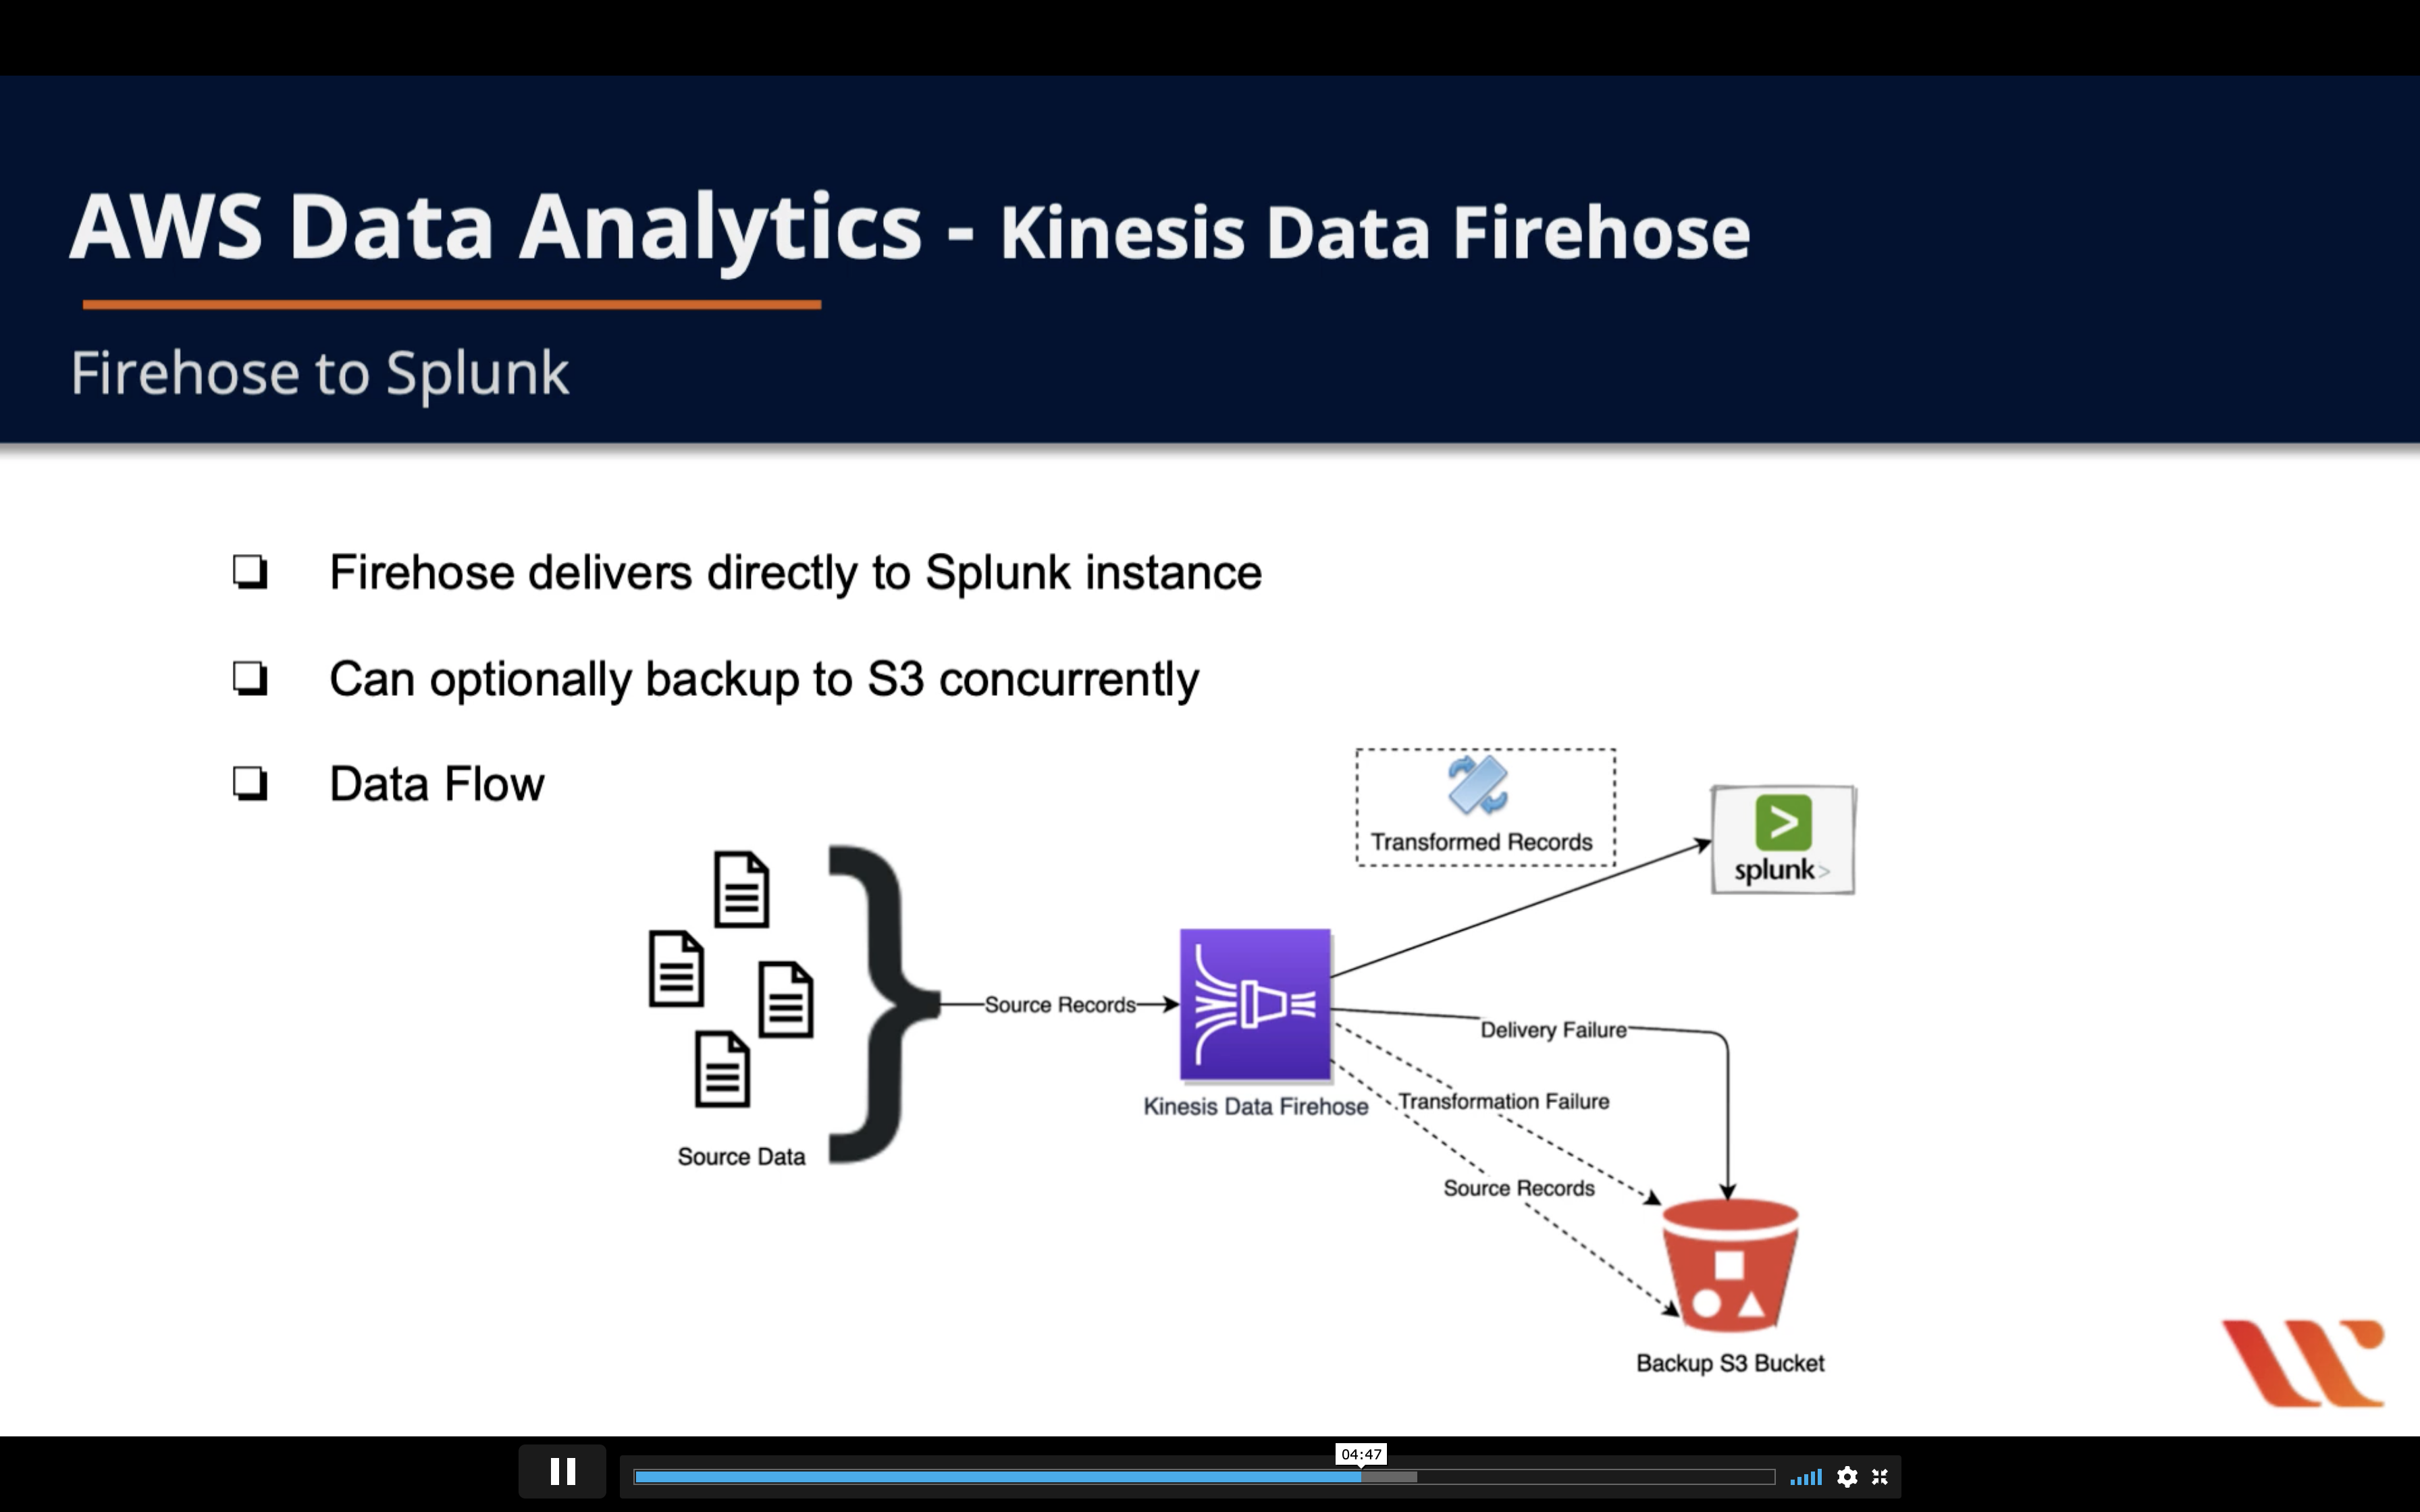 AWS Data Analytics - Kinesis Data Firehose
Firehose to Splunk
Firehose delivers directly to Splunk instance
Can optionally backup to S3 concurrently
Data Flow
Transformed Records
splunk>
Source Records
Delivery Failure
Kinesis Data Firehose
Transformation Failure
Source Data
Source Records
Backup S3 Bucket
04:47